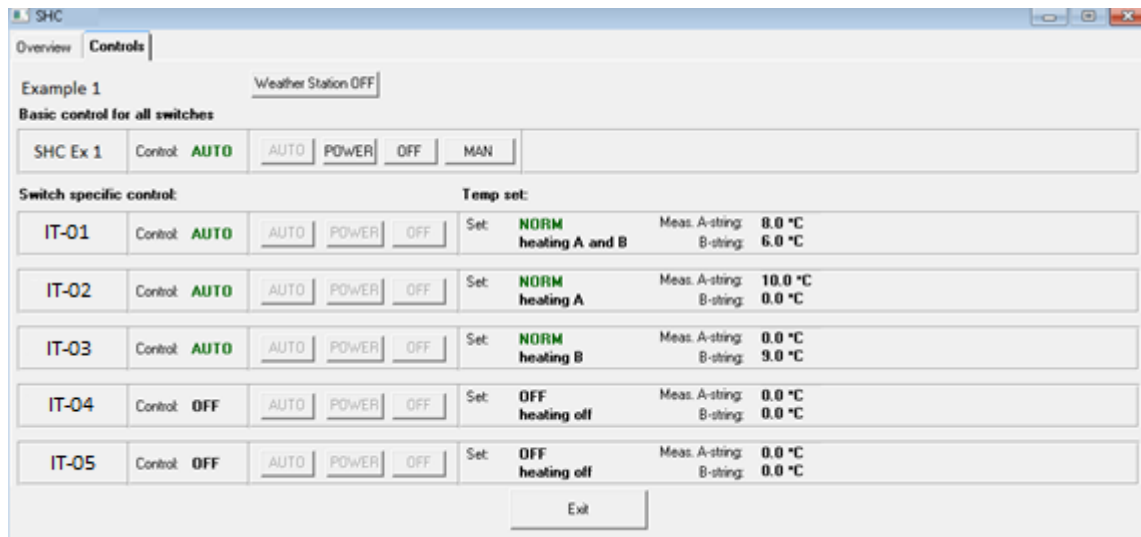 SHC
Overview Controls
Example 1 Weather Station OFF
Basic control for all switches
SHC Ex 1 Control: AUTO AUTO POWER OFF MAN
Switch specific control: Temp set:
IT-01 Control: AUTO AUTO POWER OFF Set: NORM Meas. A-string: 8.0 °C
heating A and B B-string: 6.0 °C
IT-02 Control: AUTO AUTO POWER OFF Set: NORM Meas. A-string: 10.0 °C
heating A B-string: 0.0 °C
IT-03 Control: AUTO AUTO POWER OFF Set: NORM Meas. A-string: 0.0 °C
heating B B-string: 9.0 °C
IT-04 Control: OFF AUTO POWER OFF Set: OFF Meas. A-string: 0.0 °C
heating off B-string: 0.0 °C
IT-05 Control: OFF AUTO POWER OFF Set: OFF Meas. A-string: 0.0 °C
heating off B-string: 0.0 °C
Exit